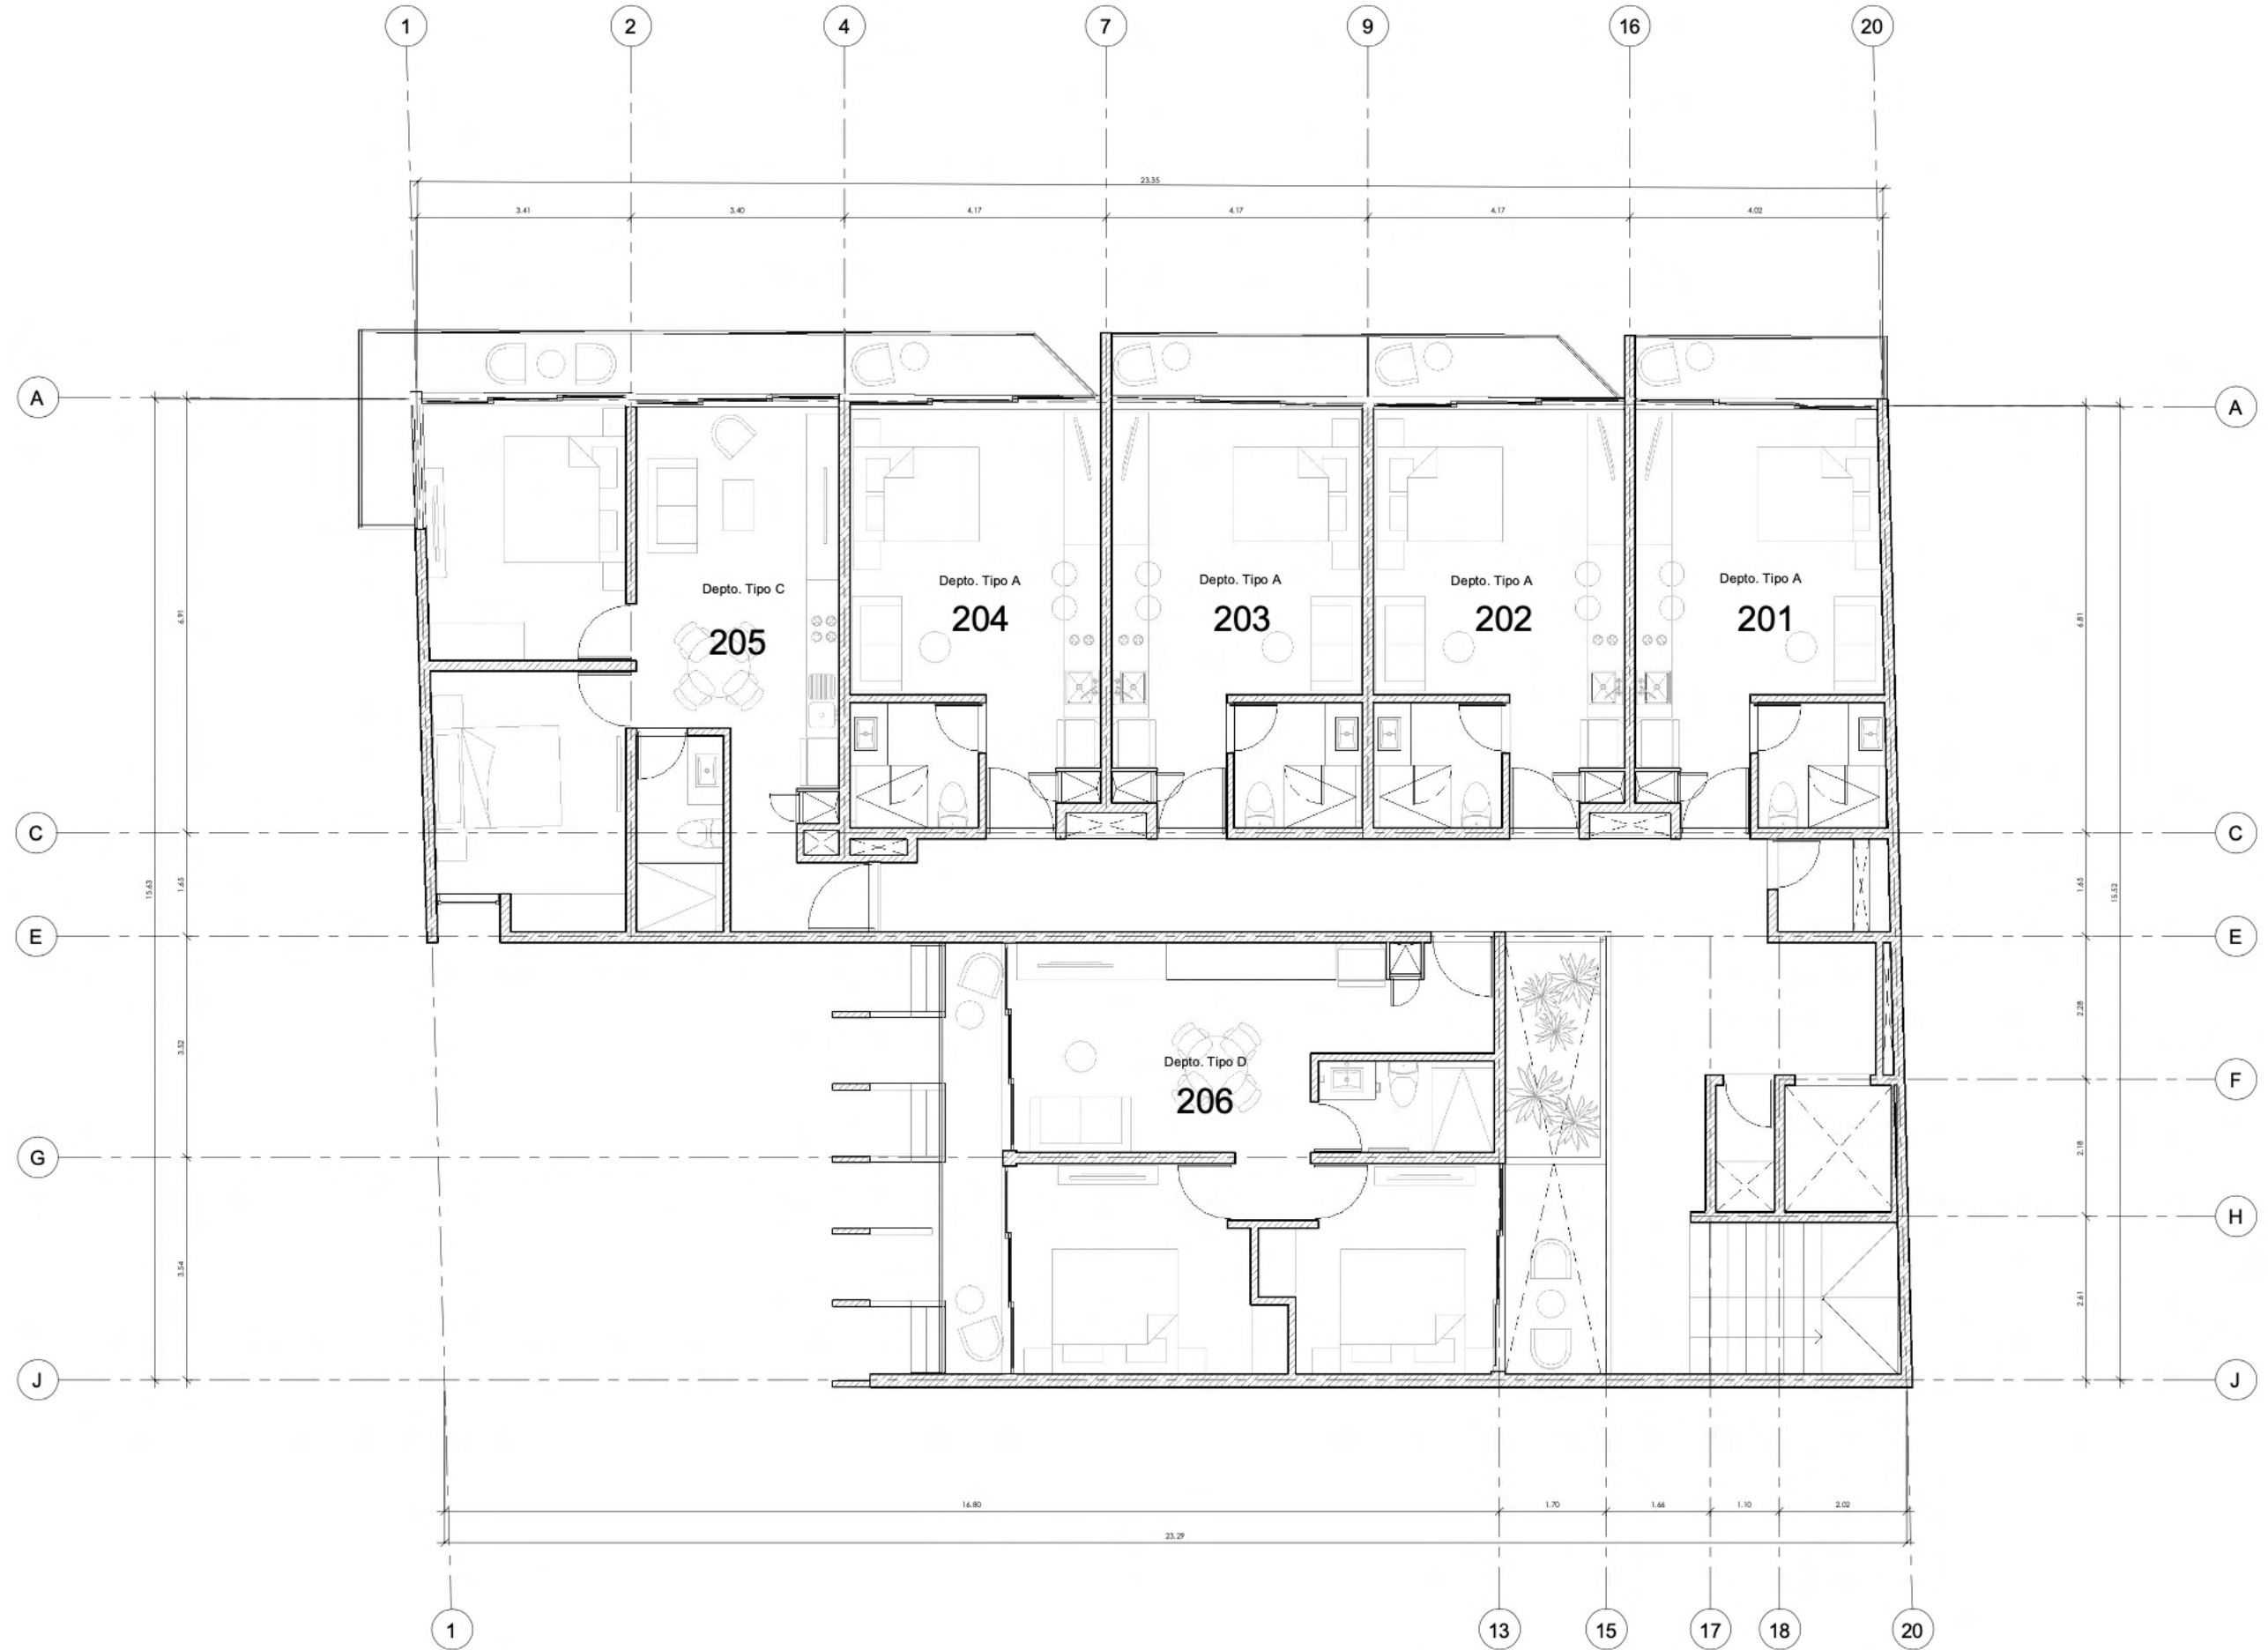 1 2 4 7 9 16 20
23.35
3.41 3.40 4.17 4.17 4.17 4.02
A A
Depto. Tipo C
205
Depto. Tipo A
204
Depto. Tipo A
203
Depto. Tipo A
202
Depto. Tipo A
201
6.91 6.81
C C
15.63 1.65 1.65 15.52
E E
3.52 2.28
Depto. Tipo D
206
F
G
2.18
H
3.54 2.61
J J
16.80 1.70 1.66 1.10 2.02
23.29
1 13 15 17 18 20